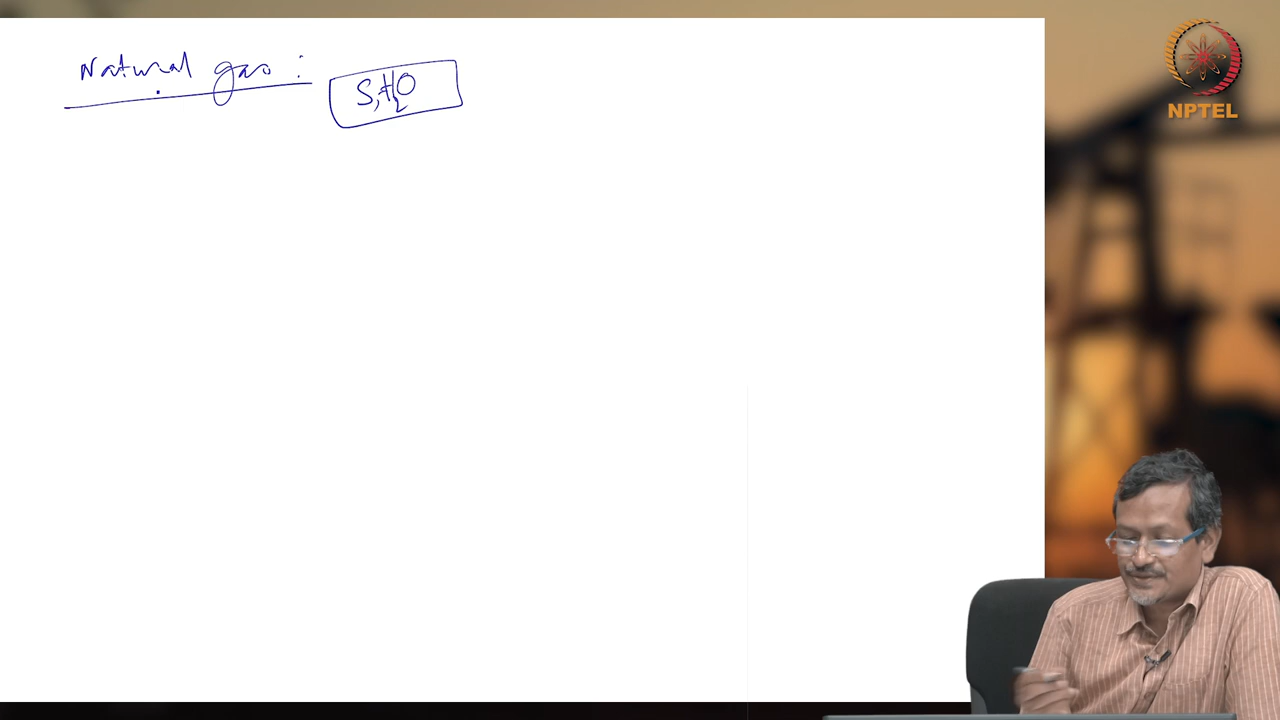 Natural gas :
S, H₂O
NPTEL